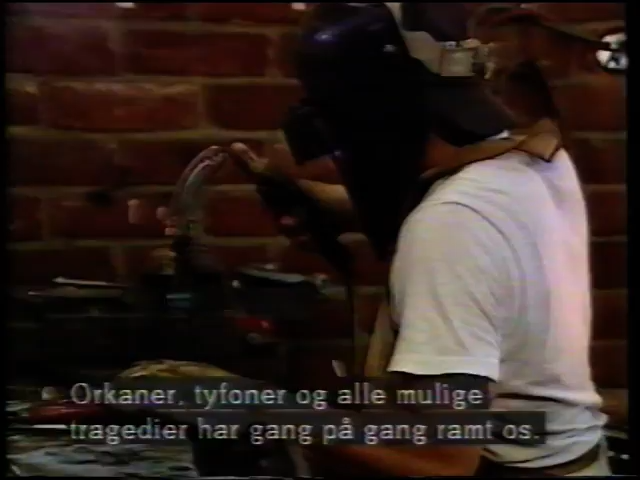 Orkaner, tyfoner og alle mulige
tragedier har gang på gang ramt os.